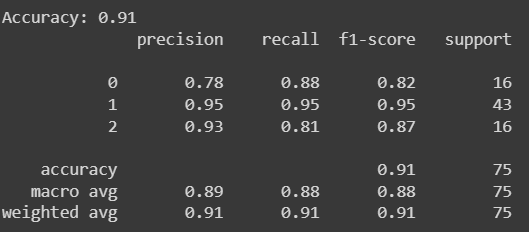 Accuracy: 0.91
precision recall f1-score support
0 0.78 0.88 0.82 16
1 0.95 0.95 0.95 43
2 0.93 0.81 0.87 16
accuracy 0.91 75
macro avg 0.89 0.88 0.88 75
weighted avg 0.91 0.91 0.91 75